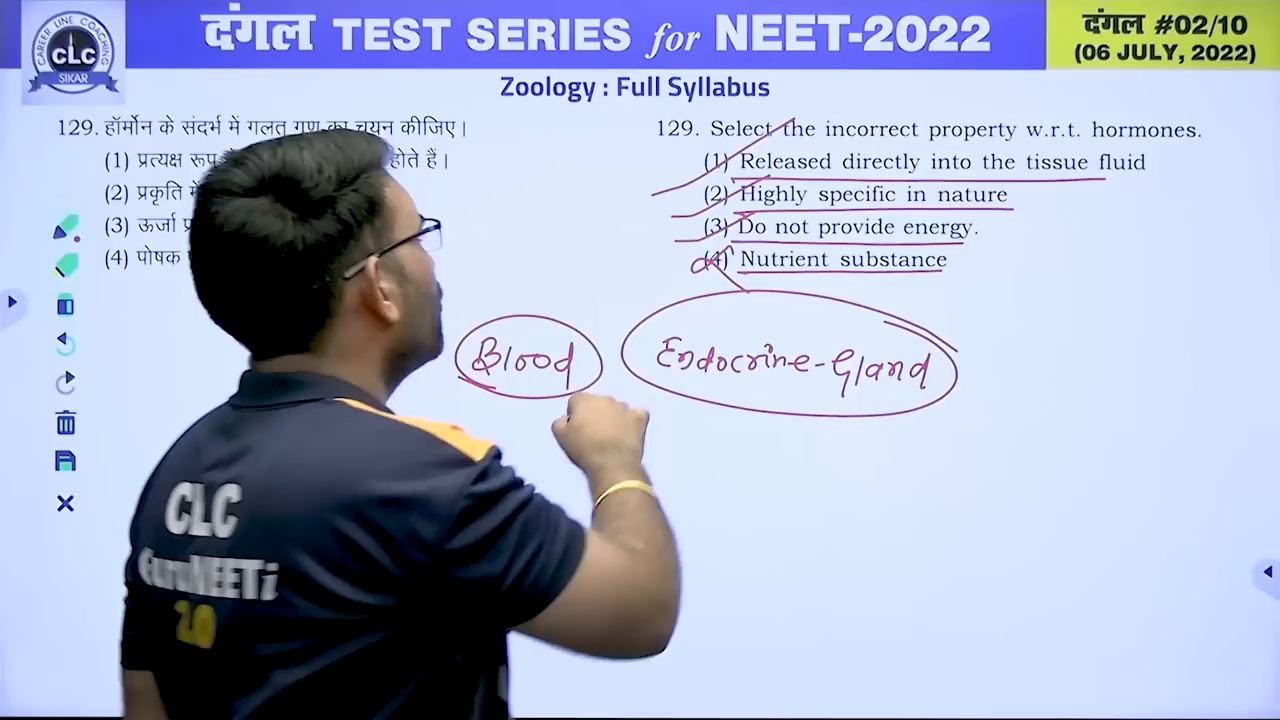 दंगल TEST SERIES for NEET-2022
दंगल #02/10
(06 JULY, 2022)
CAREER LINE COACHING
CLC
SIKAR
Zoology : Full Syllabus
129. हॉर्मोन के संदर्भ में गलत गुण का चयन कीजिए।
(1) प्रत्यक्ष रूप होते हैं।
(2) प्रकृति
(3) ऊर्जा
(4) पोषक
129. Select the incorrect property w.r.t. hormones.
(1) Released directly into the tissue fluid
(2) Highly specific in nature
(3) Do not provide energy.
(4) Nutrient substance
Blood
Endocrine-Gland
CLC
GuruNEETi
2.0